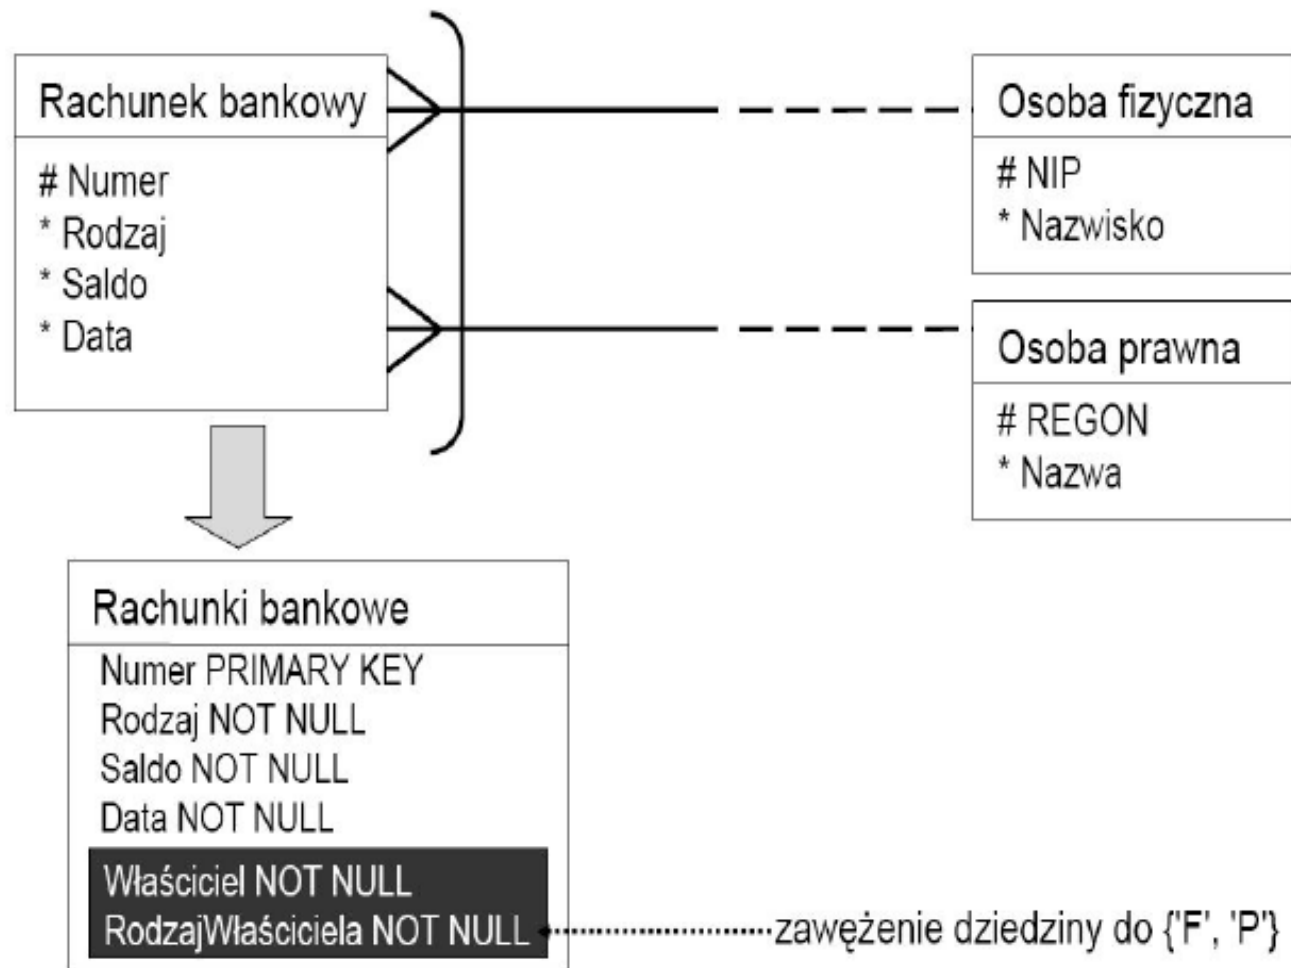 Rachunek bankowy
# Numer
* Rodzaj
* Saldo
* Data
Osoba fizyczna
# NIP
* Nazwisko
Osoba prawna
# REGON
* Nazwa
Rachunki bankowe
Numer PRIMARY KEY
Rodzaj NOT NULL
Saldo NOT NULL
Data NOT NULL
Właściciel NOT NULL
RodzajWłaściciela NOT NULL
zawężenie dziedziny do {'F', 'P'}